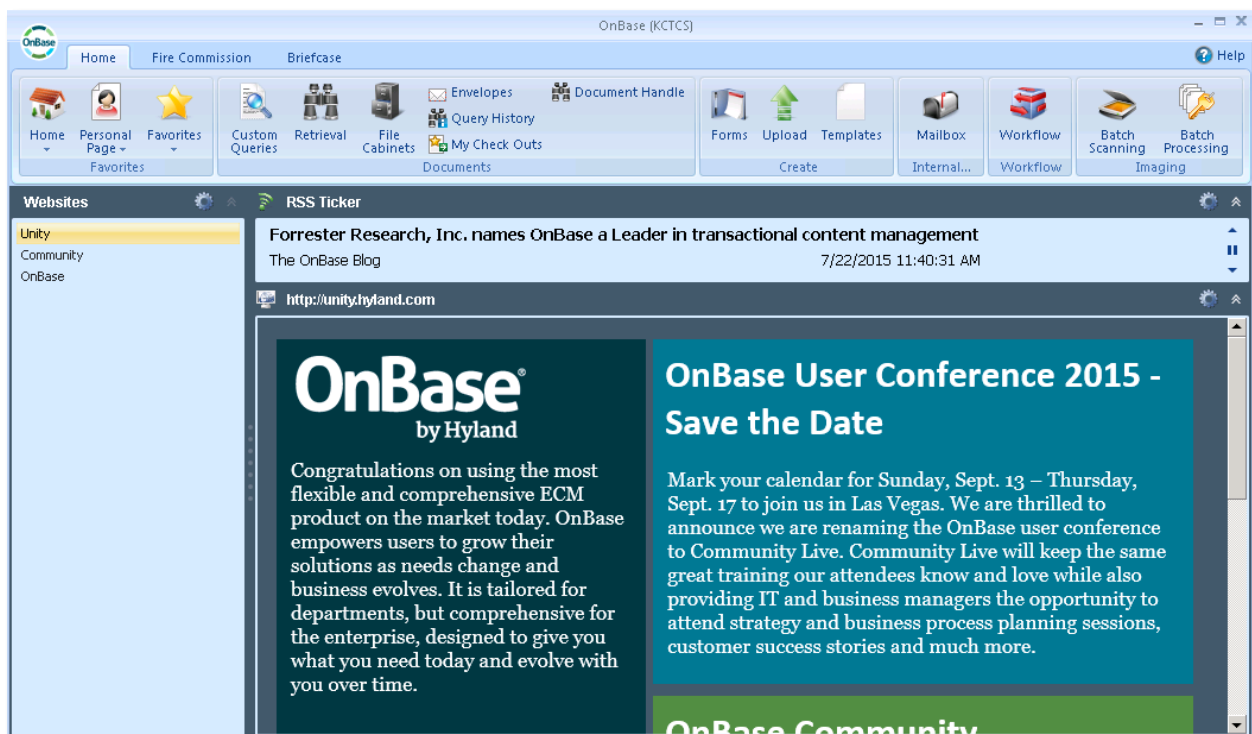 OnBase (KCTCS)
OnBase
Home Fire Commission Briefcase Help
Home Personal Page Favorites
Favorites
Custom Queries Retrieval File Cabinets
Envelopes
Query History
My Check Outs
Document Handle
Documents
Forms Upload Templates
Create
Mailbox
Internal...
Workflow
Workflow
Batch Scanning Batch Processing
Imaging
Websites
Unity
Community
OnBase
RSS Ticker
Forrester Research, Inc. names OnBase a Leader in transactional content management
The OnBase Blog 7/22/2015 11:40:31 AM
http://unity.hyland.com
OnBase®
by Hyland
Congratulations on using the most
flexible and comprehensive ECM
product on the market today. OnBase
empowers users to grow their
solutions as needs change and
business evolves. It is tailored for
departments, but comprehensive for
the enterprise, designed to give you
what you need today and evolve with
you over time.
OnBase User Conference 2015 -
Save the Date
Mark your calendar for Sunday, Sept. 13 – Thursday,
Sept. 17 to join us in Las Vegas. We are thrilled to
announce we are renaming the OnBase user conference
to Community Live. Community Live will keep the same
great training our attendees know and love while also
providing IT and business managers the opportunity to
attend strategy and business process planning sessions,
customer success stories and much more.
OnBase Community